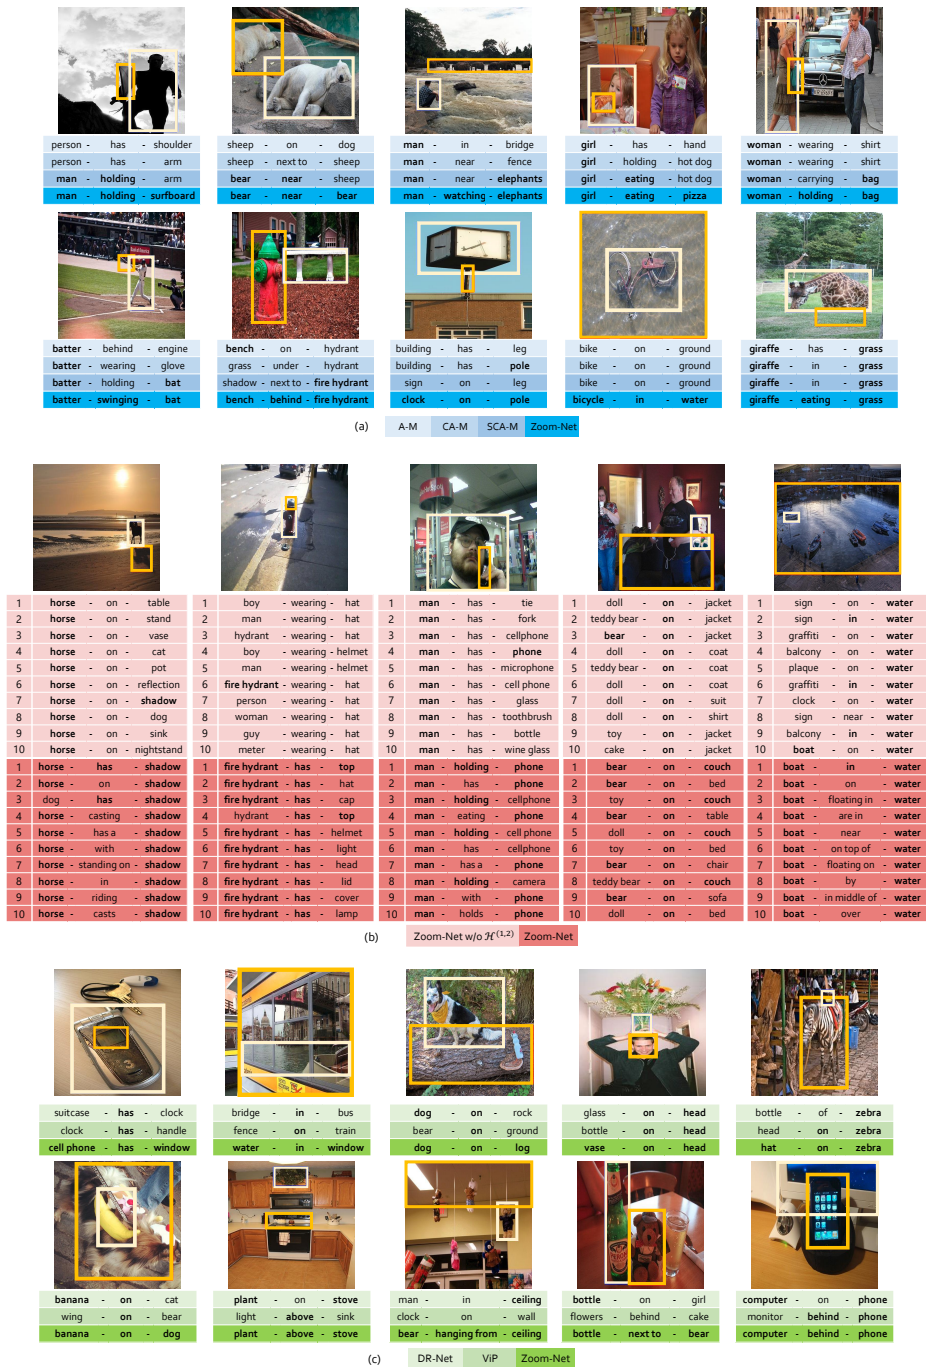 person - has - shoulder sheep - on - dog man - in - bridge girl - has - hand woman - wearing - shirt
person - has - arm sheep - next to - sheep man - near - fence girl - holding - hot dog woman - wearing - shirt
man - holding - arm bear - near - sheep man - near - elephants girl - eating - hot dog woman - carrying - bag
man - holding - surfboard bear - near - bear man - watching - elephants girl - eating - pizza woman - holding - bag
batter - behind - engine bench - on - hydrant building - has - leg bike - on - ground giraffe - has - grass
batter - wearing - glove grass - under - hydrant building - has - pole bike - on - ground giraffe - in - grass
batter - holding - bat shadow - next to - fire hydrant sign - on - leg bike - on - ground giraffe - in - grass
batter - swinging - bat bench - behind - fire hydrant clock - on - pole bicycle - in - water giraffe - eating - grass
(a) A-M CA-M SCA-M Zoom-Net
1 horse - on - table 1 boy - wearing - hat 1 man - has - tie 1 doll - on - jacket 1 sign - on - water
2 horse - on - stand 2 man - wearing - hat 2 man - has - fork 2 teddy bear - on - jacket 2 sign - in - water
3 horse - on - vase 3 hydrant - wearing - hat 3 man - has - cellphone 3 bear - on - jacket 3 graffiti - on - water
4 horse - on - cat 4 boy - wearing - helmet 4 man - has - phone 4 doll - on - coat 4 balcony - on - water
5 horse - on - pot 5 man - wearing - helmet 5 man - has - microphone 5 teddy bear - on - coat 5 plaque - on - water
6 horse - on - reflection 6 fire hydrant - wearing - hat 6 man - has - cell phone 6 doll - on - coat 6 graffiti - in - water
7 horse - on - shadow 7 person - wearing - hat 7 man - has - glass 7 doll - on - suit 7 clock - on - water
8 horse - on - dog 8 woman - wearing - hat 8 man - has - toothbrush 8 doll - on - shirt 8 sign - near - water
9 horse - on - sink 9 guy - wearing - hat 9 man - has - bottle 9 toy - on - jacket 9 balcony - in - water
10 horse - on - nightstand 10 meter - wearing - hat 10 man - has - wine glass 10 cake - on - jacket 10 boat - on - water
1 horse - has - shadow 1 fire hydrant - has - top 1 man - holding - phone 1 bear - on - couch 1 boat - in - water
2 horse - on - shadow 2 fire hydrant - has - hat 2 man - has - phone 2 bear - on - bed 2 boat - on - water
3 dog - has - shadow 3 fire hydrant - has - cap 3 man - holding - cellphone 3 toy - on - couch 3 boat - floating in - water
4 horse - casting - shadow 4 hydrant - has - top 4 man - eating - phone 4 bear - on - table 4 boat - are in - water
5 horse - has a - shadow 5 fire hydrant - has - helmet 5 man - holding - cell phone 5 doll - on - couch 5 boat - near - water
6 horse - with - shadow 6 fire hydrant - has - light 6 man - has - cellphone 6 toy - on - bed 6 boat - on top of - water
7 horse - standing on - shadow 7 fire hydrant - has - head 7 man - has a - phone 7 bear - on - chair 7 boat - floating on - water
8 horse - in - shadow 8 fire hydrant - has - lid 8 man - holding - camera 8 teddy bear - on - couch 8 boat - by - water
9 horse - riding - shadow 9 fire hydrant - has - cover 9 man - with - phone 9 bear - on - sofa 9 boat - in middle of - water
10 horse - casts - shadow 10 fire hydrant - has - lamp 10 man - holds - phone 10 doll - on - bed 10 boat - over - water
(b) Zoom-Net w/o ℋ(1,2) Zoom-Net
suitcase - has - clock bridge - in - bus dog - on - rock glass - on - head bottle - of - zebra
clock - has - handle fence - on - train bear - on - ground bottle - on - head head - on - zebra
cell phone - has - window water - in - window dog - on - log vase - on - head hat - on - zebra
banana - on - cat plant - on - stove man - in - ceiling bottle - on - girl computer - on - phone
wing - on - bear light - above - sink clock - on - wall flowers - behind - cake monitor - behind - phone
banana - on - dog plant - above - stove bear - hanging from - ceiling bottle - next to - bear computer - behind - phone
(c) DR-Net ViP Zoom-Net